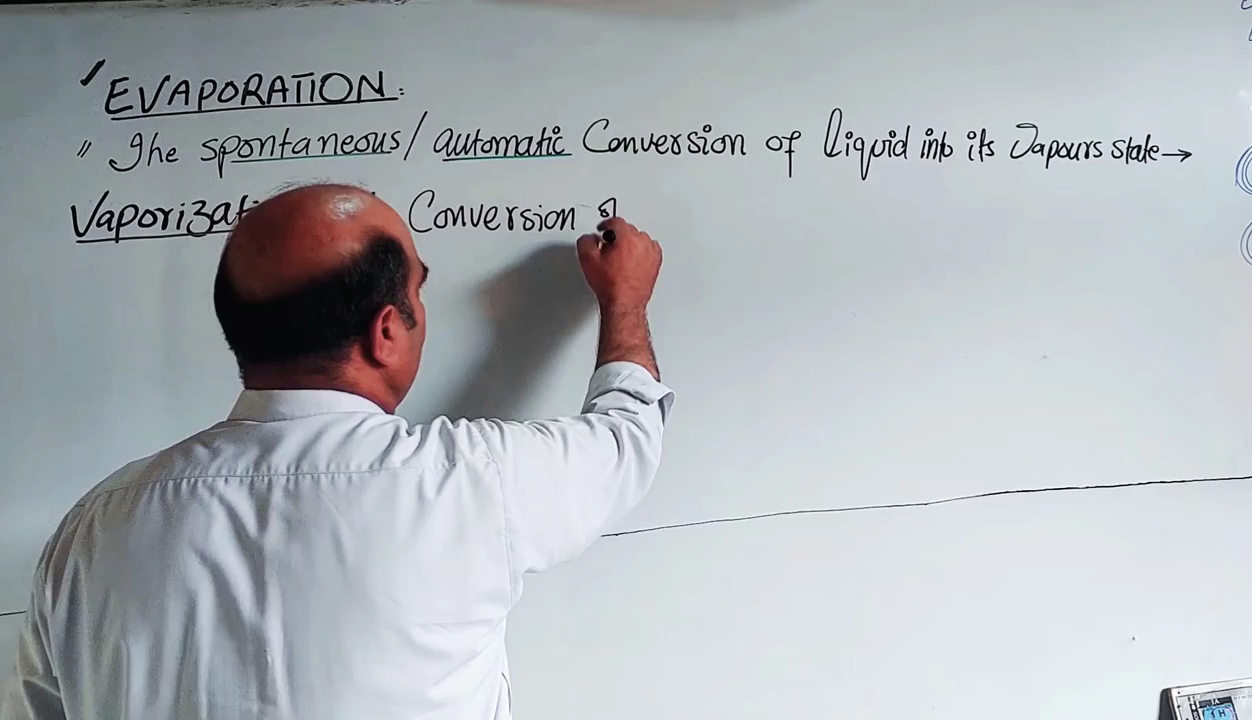 EVAPORATION:
" The spontaneous/ automatic Conversion of liquid into its Vapours state→
Conversion